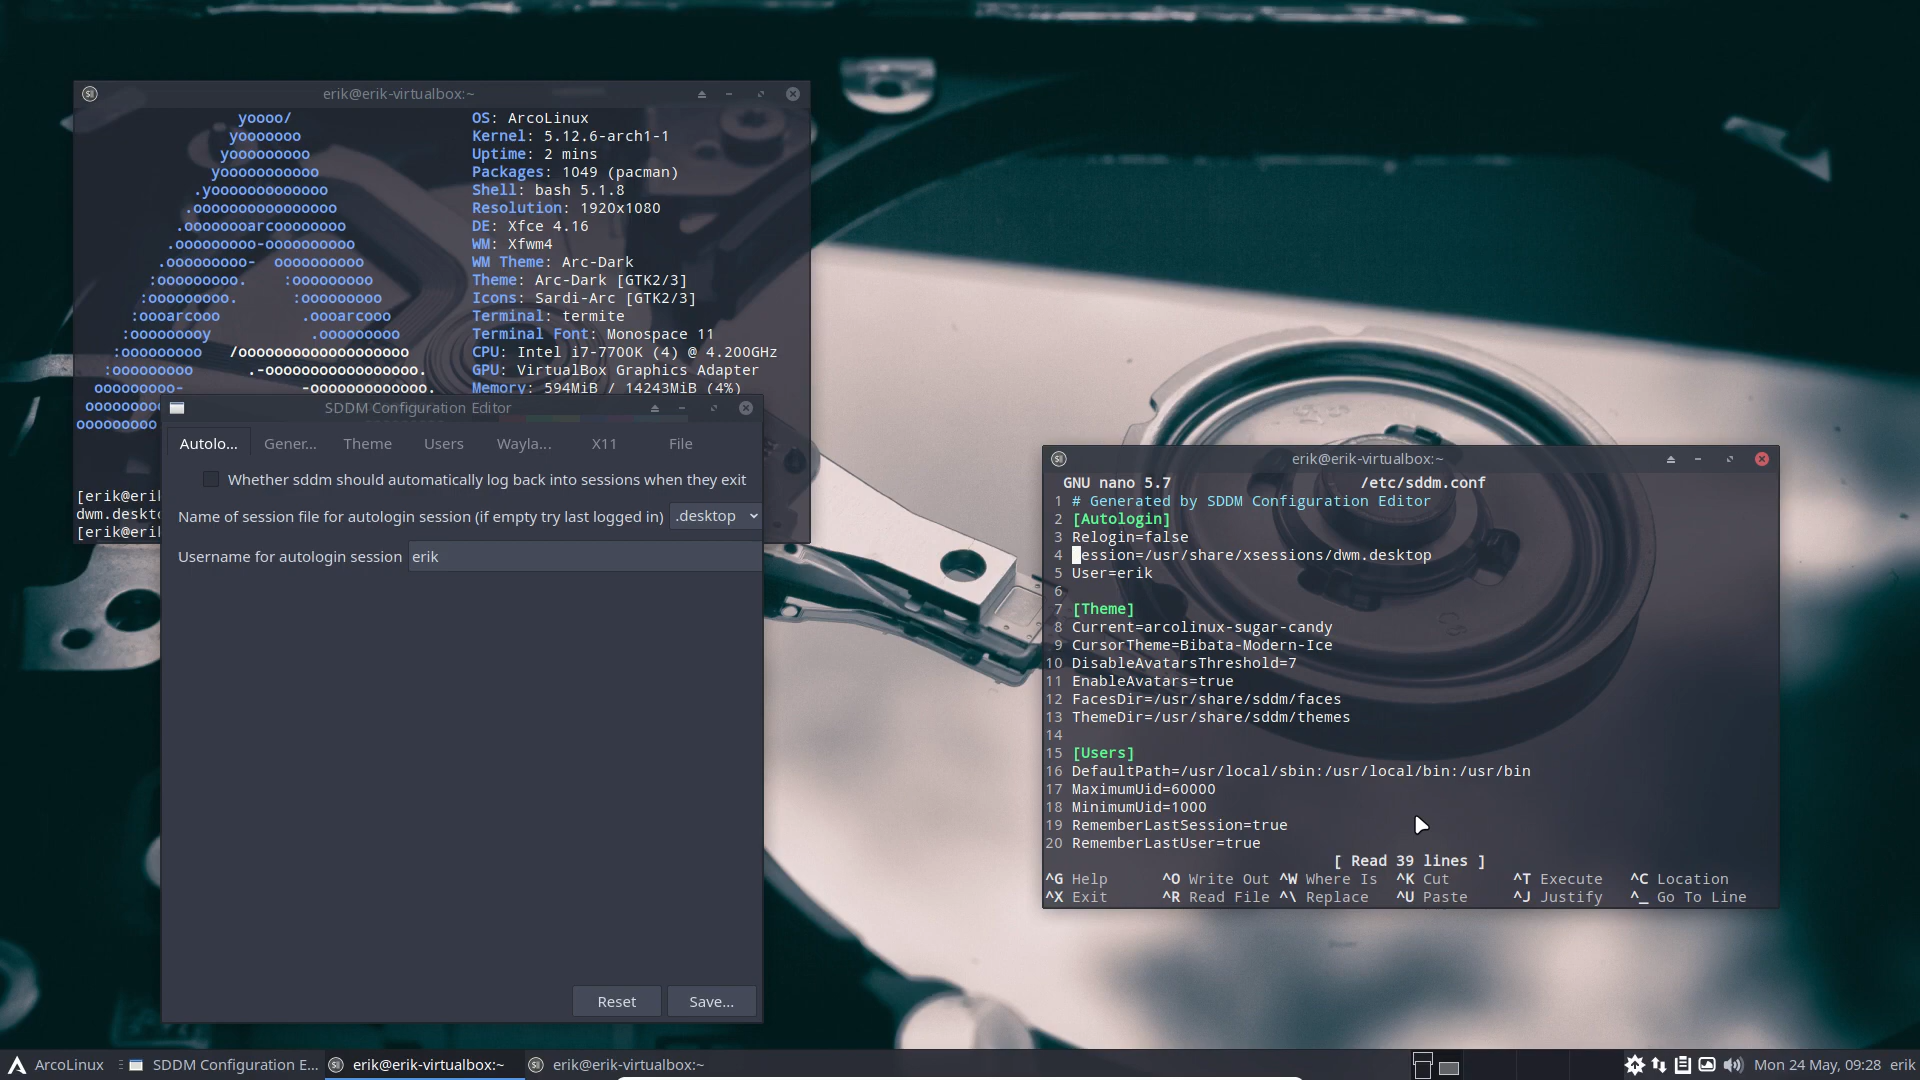 erik@erik-virtualbox:~
yoooo/
yooooooo
yooooooooo
yooooooooooo
.yooooooooooooo
.oooooooooooooooo
.ooooooooarcoooooooo
.ooooooooo-oooooooooo
.ooooooooo-  oooooooooo
:ooooooooo.    :ooooooooo
:ooooooooo.      :ooooooooo
:oooarcooo         .oooarcooo
:ooooooooy           .ooooooooo
:ooooooooo   /ooooooooooooooooooo
:ooooooooo      .-ooooooooooooooooo.
ooooooooo-             -ooooooooooooo.
ooooooooo
OS: ArcoLinux
Kernel: 5.12.6-arch1-1
Uptime: 2 mins
Packages: 1049 (pacman)
Shell: bash 5.1.8
Resolution: 1920x1080
DE: Xfce 4.16
WM: Xfwm4
WM Theme: Arc-Dark
Theme: Arc-Dark [GTK2/3]
Icons: Sardi-Arc [GTK2/3]
Terminal: termite
Terminal Font: Monospace 11
CPU: Intel i7-7700K (4) @ 4.200GHz
GPU: VirtualBox Graphics Adapter
Memory: 594MiB / 14243MiB (4%)
SDDM Configuration Editor
Autolo... Gener... Theme Users Wayla... X11 File
Whether sddm should automatically log back into sessions when they exit
Name of session file for autologin session (if empty try last logged in) .desktop
Username for autologin session erik
Reset Save...
erik@erik-virtualbox:~
GNU nano 5.7 /etc/sddm.conf
1 # Generated by SDDM Configuration Editor
2 [Autologin]
3 Relogin=false
4 ession=/usr/share/xsessions/dwm.desktop
5 User=erik
6
7 [Theme]
8 Current=arcolinux-sugar-candy
9 CursorTheme=Bibata-Modern-Ice
10 DisableAvatarsThreshold=7
11 EnableAvatars=true
12 FacesDir=/usr/share/sddm/faces
13 ThemeDir=/usr/share/sddm/themes
14
15 [Users]
16 DefaultPath=/usr/local/sbin:/usr/local/bin:/usr/bin
17 MaximumUid=60000
18 MinimumUid=1000
19 RememberLastSession=true
20 RememberLastUser=true
[ Read 39 lines ]
^G Help ^O Write Out ^W Where Is ^K Cut ^T Execute ^C Location
^X Exit ^R Read File ^\ Replace ^U Paste ^J Justify ^_ Go To Line
ArcoLinux SDDM Configuration E... erik@erik-virtualbox:~ erik@erik-virtualbox:~ Mon 24 May, 09:28 erik